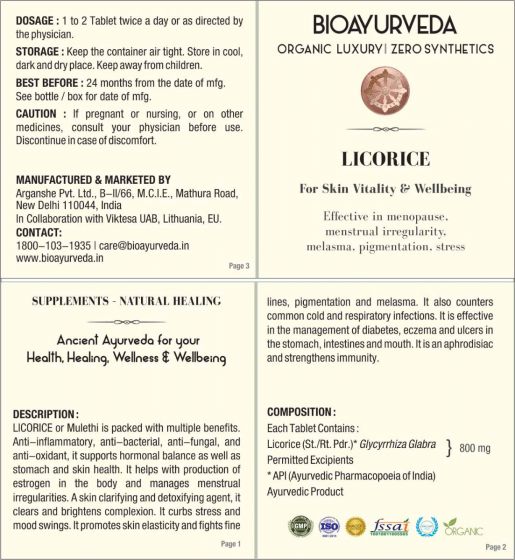 DOSAGE : 1 to 2 Tablet twice a day or as directed by
the physician.
STORAGE : Keep the container air tight. Store in cool,
dark and dry place. Keep away from children.
BEST BEFORE : 24 months from the date of mfg.
See bottle / box for date of mfg.
CAUTION : If pregnant or nursing, or on other
medicines, consult your physician before use.
Discontinue in case of discomfort.
MANUFACTURED & MARKETED BY
Arganshe Pvt. Ltd., B–II/66, M.C.I.E., Mathura Road,
New Delhi 110044, India
In Collaboration with Viktesa UAB, Lithuania, EU.
CONTACT:
1800–103–1935 | care@bioayurveda.in
www.bioayurveda.in
Page 3
BIOAYURVEDA
ORGANIC LUXURY| ZERO SYNTHETICS
LICORICE
For Skin Vitality & Wellbeing
Effective in menopause,
menstrual irregularity,
melasma, pigmentation, stress
SUPPLEMENTS - NATURAL HEALING
Ancient Ayurveda for your
Health, Healing, Wellness & Wellbeing
DESCRIPTION :
LICORICE or Mulethi is packed with multiple benefits.
Anti–inflammatory, anti–bacterial, anti–fungal, and
anti–oxidant, it supports hormonal balance as well as
stomach and skin health. It helps with production of
estrogen in the body and manages menstrual
irregularities. A skin clarifying and detoxifying agent, it
clears and brightens complexion. It curbs stress and
mood swings. It promotes skin elasticity and fights fine
Page 1
lines, pigmentation and melasma. It also counters
common cold and respiratory infections. It is effective
in the management of diabetes, eczema and ulcers in
the stomach, intestines and mouth. It is an aphrodisiac
and strengthens immunity.
COMPOSITION :
Each Tablet Contains :
Licorice (St./Rt. Pdr.)* Glycyrrhiza Glabra } 800 mg
Permitted Excipients
* API (Ayurvedic Pharmacopoeia of India)
Ayurvedic Product
GMP
ISO
fssai
ORGANIC
Page 2